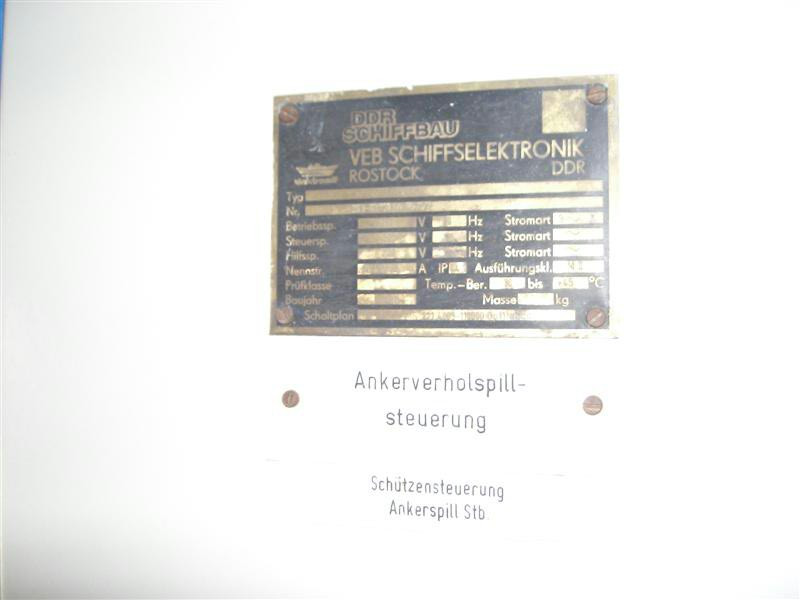 DDR
SCHIFFBAU
VEB SCHIFFSELEKTRONIK
ROSTOCK DDR
Typ
Nr.
Betriebssp. V Hz Stromart
Steuersp. V Hz Stromart
Hilfssp. V Hz Stromart
Nennstr. A IP Ausführungskl.
Prüfklasse Temp.-Ber. bis +45 °C
Baujahr Masse kg
Schaltplan
Ankerverholspill-
steuerung
Schützensteuerung
Ankerspill Stb.